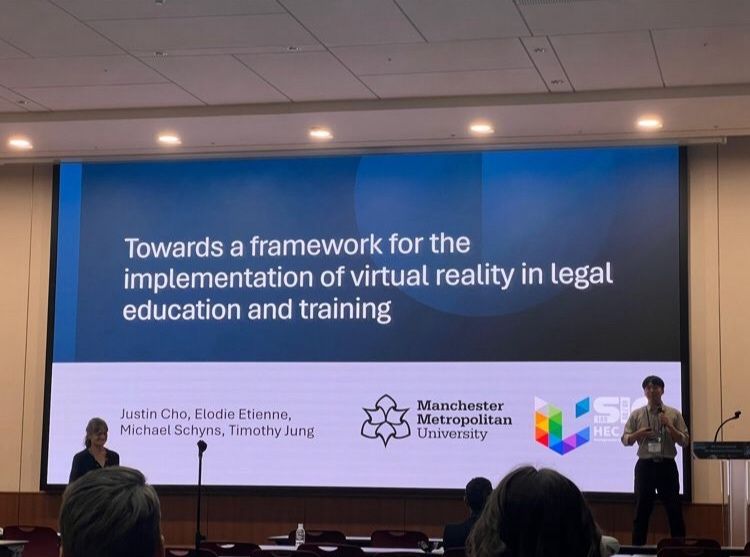 Towards a framework for the
implementation of virtual reality in legal
education and training
Justin Cho, Elodie Etienne,
Michael Schyns, Timothy Jung
Manchester
Metropolitan
University
HEC